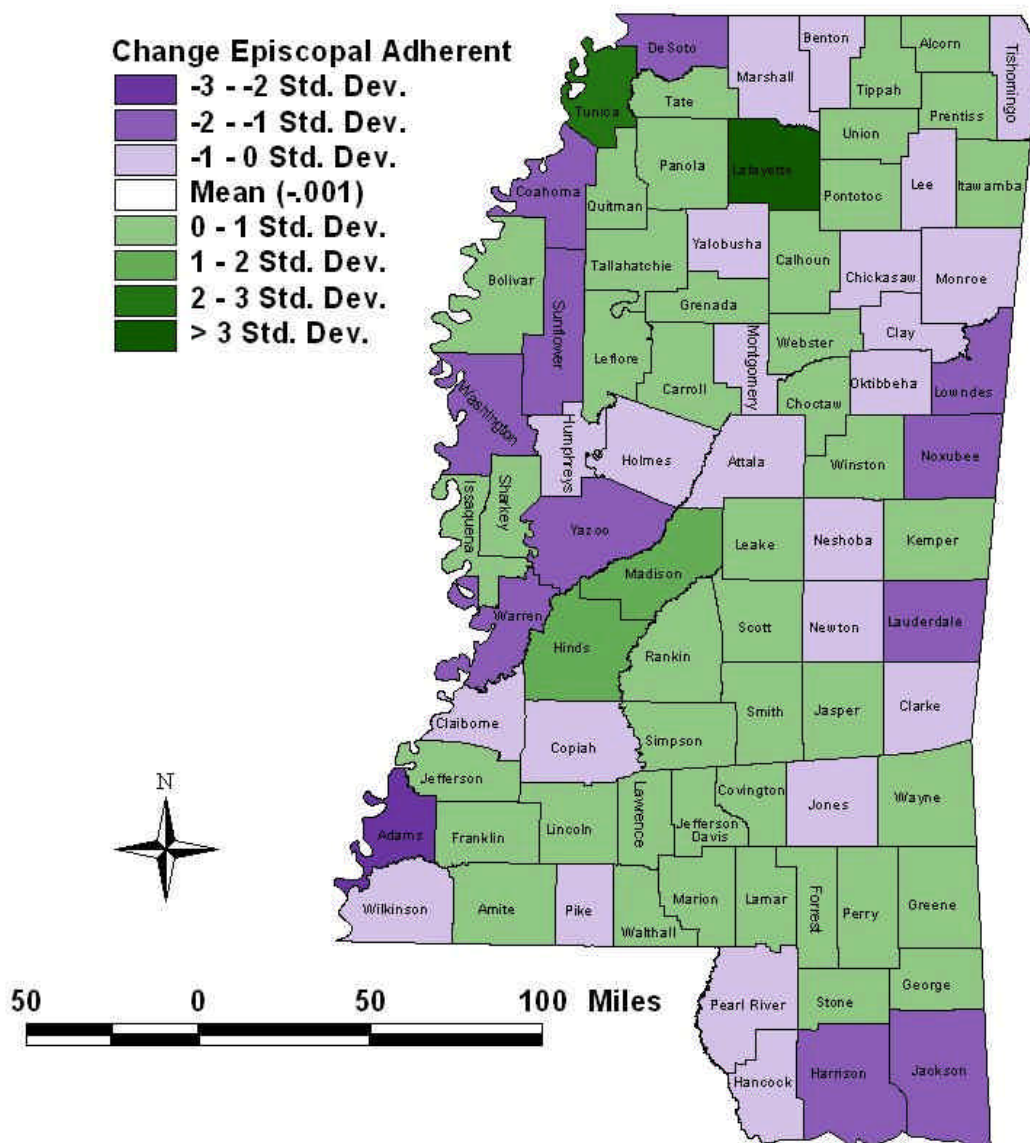 Change Episcopal Adherent
-3 - -2 Std. Dev.
-2 - -1 Std. Dev.
-1 - 0 Std. Dev.
Mean (-.001)
0 - 1 Std. Dev.
1 - 2 Std. Dev.
2 - 3 Std. Dev.
> 3 Std. Dev.
De Soto
Marshall
Benton
Alcorn
Tishomingo
Tippah
Tunica
Tate
Prentiss
Union
Panola
Lafayette
Coahoma
Quitman
Pontotoc
Lee
Itawamba
Yalobusha
Calhoun
Tallahatchie
Chickasaw
Monroe
Bolivar
Sunflower
Grenada
Leflore
Carroll
Montgomery
Webster
Clay
Oktibbeha
Choctaw
Lowndes
Washington
Humphreys
Holmes
Attala
Winston
Noxubee
Issaquena
Sharkey
Yazoo
Leake
Neshoba
Kemper
Madison
Warren
Hinds
Rankin
Scott
Newton
Lauderdale
Claiborne
Copiah
Simpson
Smith
Jasper
Clarke
Jefferson
Lawrence
Covington
Jones
Wayne
Adams
Franklin
Lincoln
Jefferson
Davis
Wilkinson
Amite
Pike
Walthall
Marion
Lamar
Forrest
Perry
Greene
Pearl River
Stone
George
Hancock
Harrison
Jackson
N
50 0 50 100 Miles